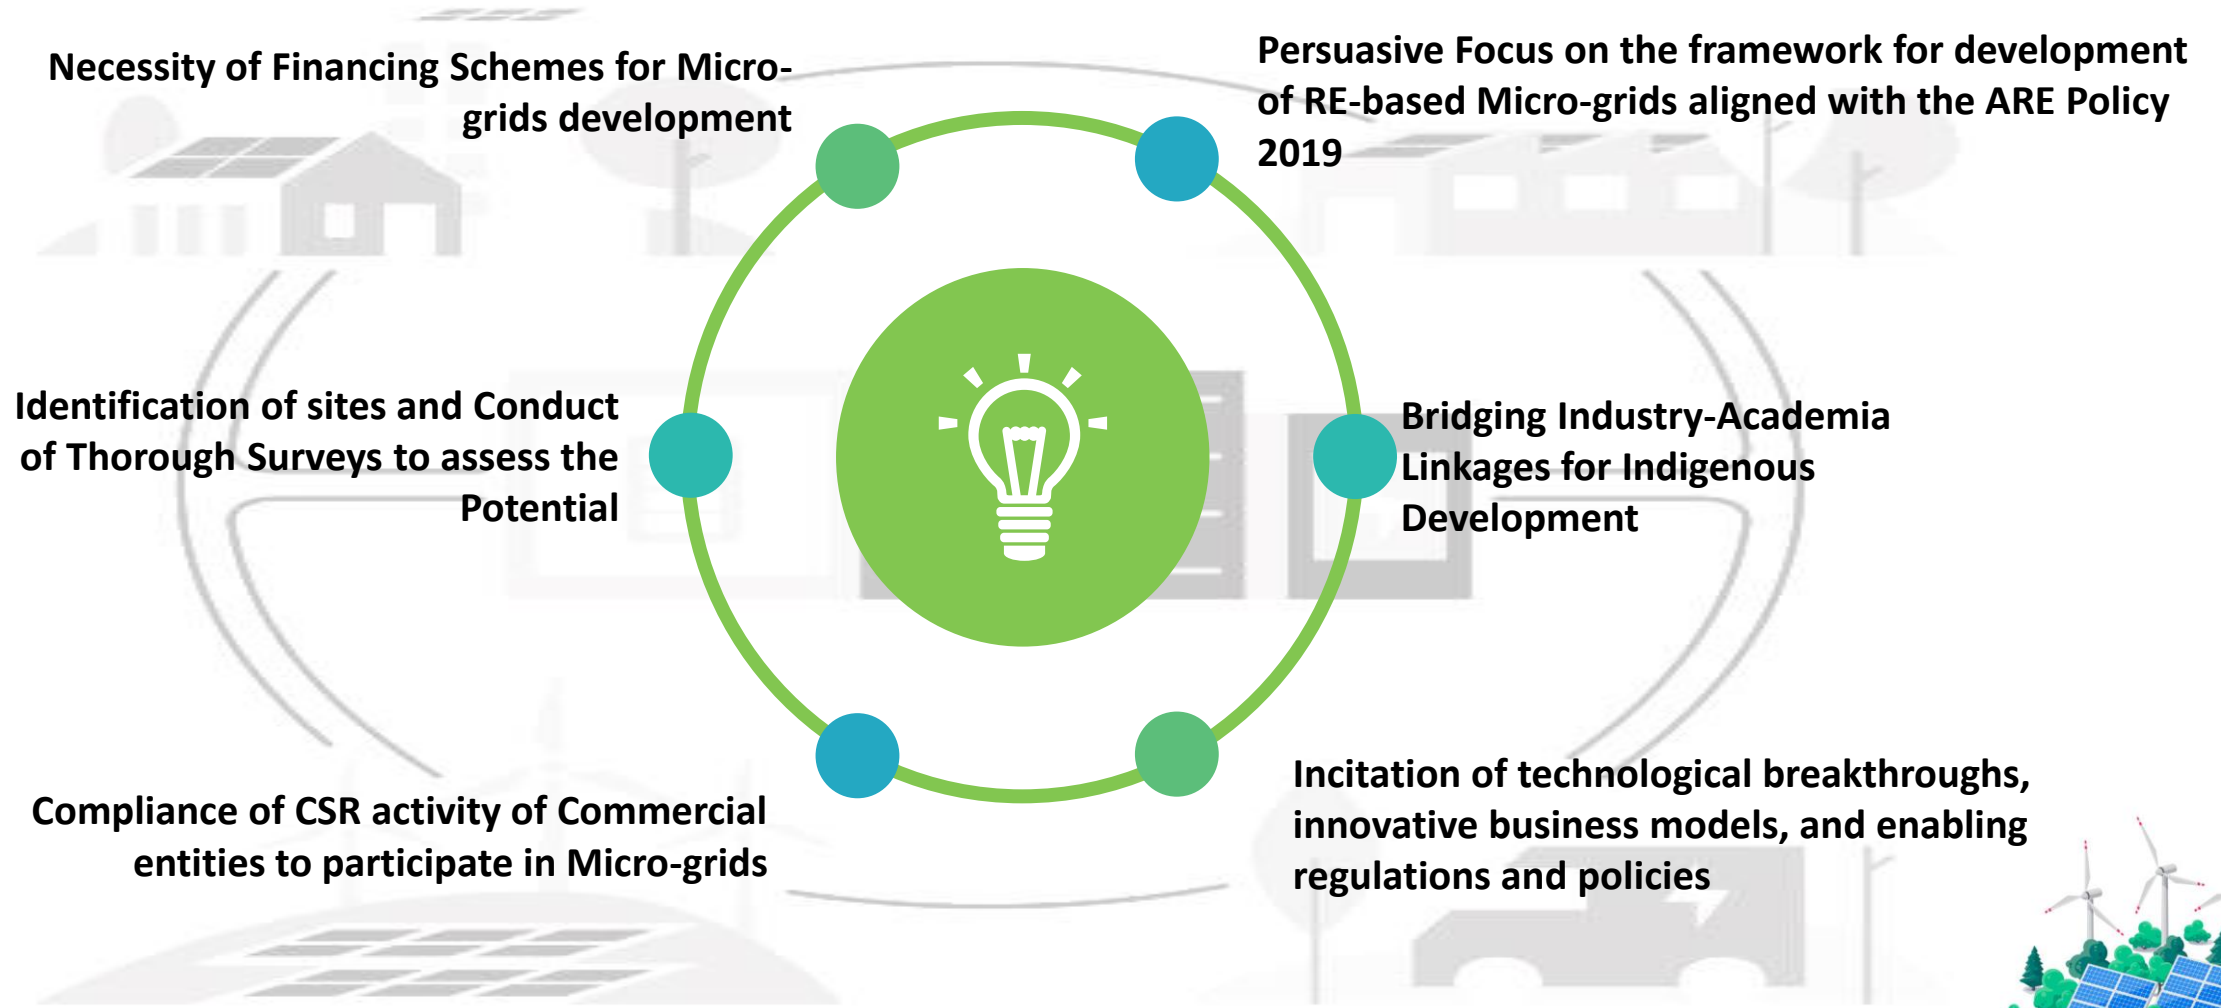 Necessity of Financing Schemes for Micro-
grids development
Persuasive Focus on the framework for development
of RE-based Micro-grids aligned with the ARE Policy
2019
Identification of sites and Conduct
of Thorough Surveys to assess the
Potential
Bridging Industry-Academia
Linkages for Indigenous
Development
Compliance of CSR activity of Commercial
entities to participate in Micro-grids
Incitation of technological breakthroughs,
innovative business models, and enabling
regulations and policies